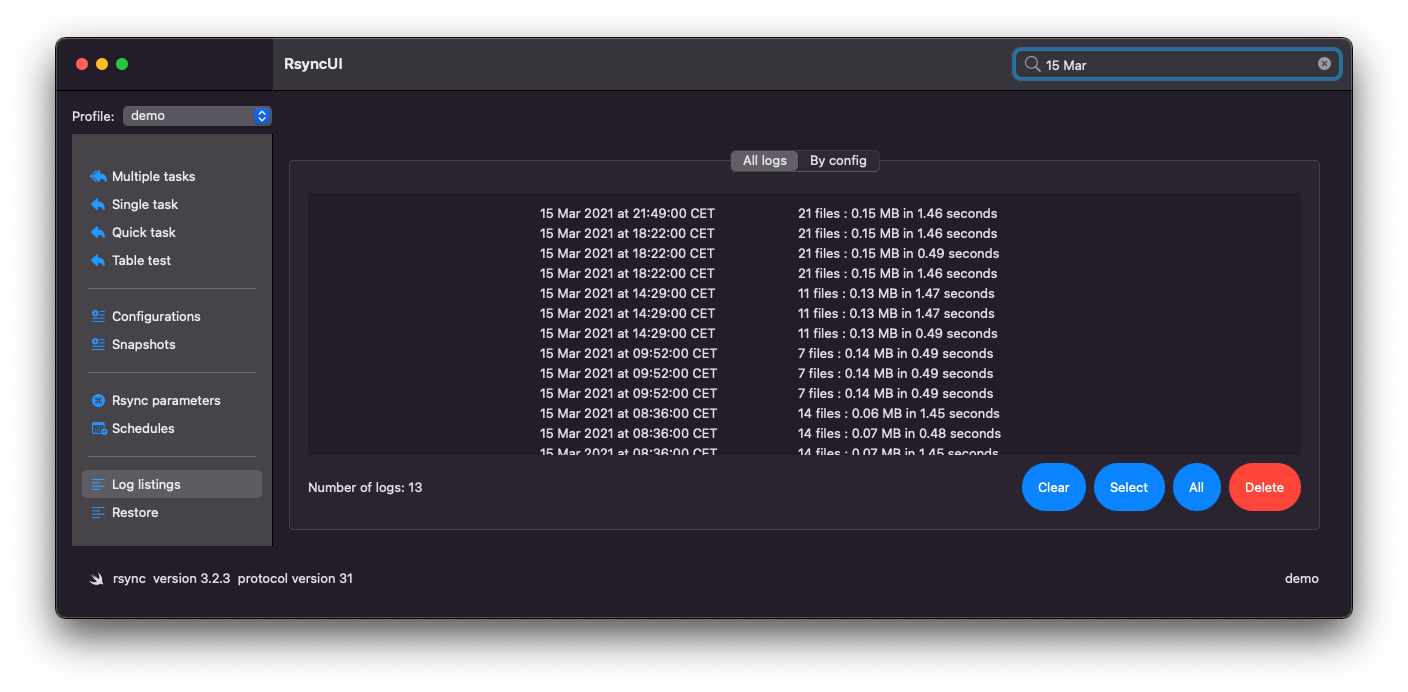 RsyncUI
15 Mar
Profile: demo
Multiple tasks
Single task
Quick task
Table test
Configurations
Snapshots
Rsync parameters
Schedules
Log listings
Restore
All logs By config
15 Mar 2021 at 21:49:00 CET 21 files : 0.15 MB in 1.46 seconds
15 Mar 2021 at 18:22:00 CET 21 files : 0.15 MB in 1.46 seconds
15 Mar 2021 at 18:22:00 CET 21 files : 0.15 MB in 0.49 seconds
15 Mar 2021 at 18:22:00 CET 21 files : 0.15 MB in 1.46 seconds
15 Mar 2021 at 14:29:00 CET 11 files : 0.13 MB in 1.47 seconds
15 Mar 2021 at 14:29:00 CET 11 files : 0.13 MB in 1.47 seconds
15 Mar 2021 at 14:29:00 CET 11 files : 0.13 MB in 0.49 seconds
15 Mar 2021 at 09:52:00 CET 7 files : 0.14 MB in 0.49 seconds
15 Mar 2021 at 09:52:00 CET 7 files : 0.14 MB in 0.49 seconds
15 Mar 2021 at 09:52:00 CET 7 files : 0.14 MB in 0.49 seconds
15 Mar 2021 at 08:36:00 CET 14 files : 0.06 MB in 1.45 seconds
15 Mar 2021 at 08:36:00 CET 14 files : 0.07 MB in 0.48 seconds
15 Mar 2021 at 08:36:00 CET 14 files : 0.07 MB in 1.45 seconds
Number of logs: 13
Clear Select All Delete
rsync version 3.2.3 protocol version 31
demo